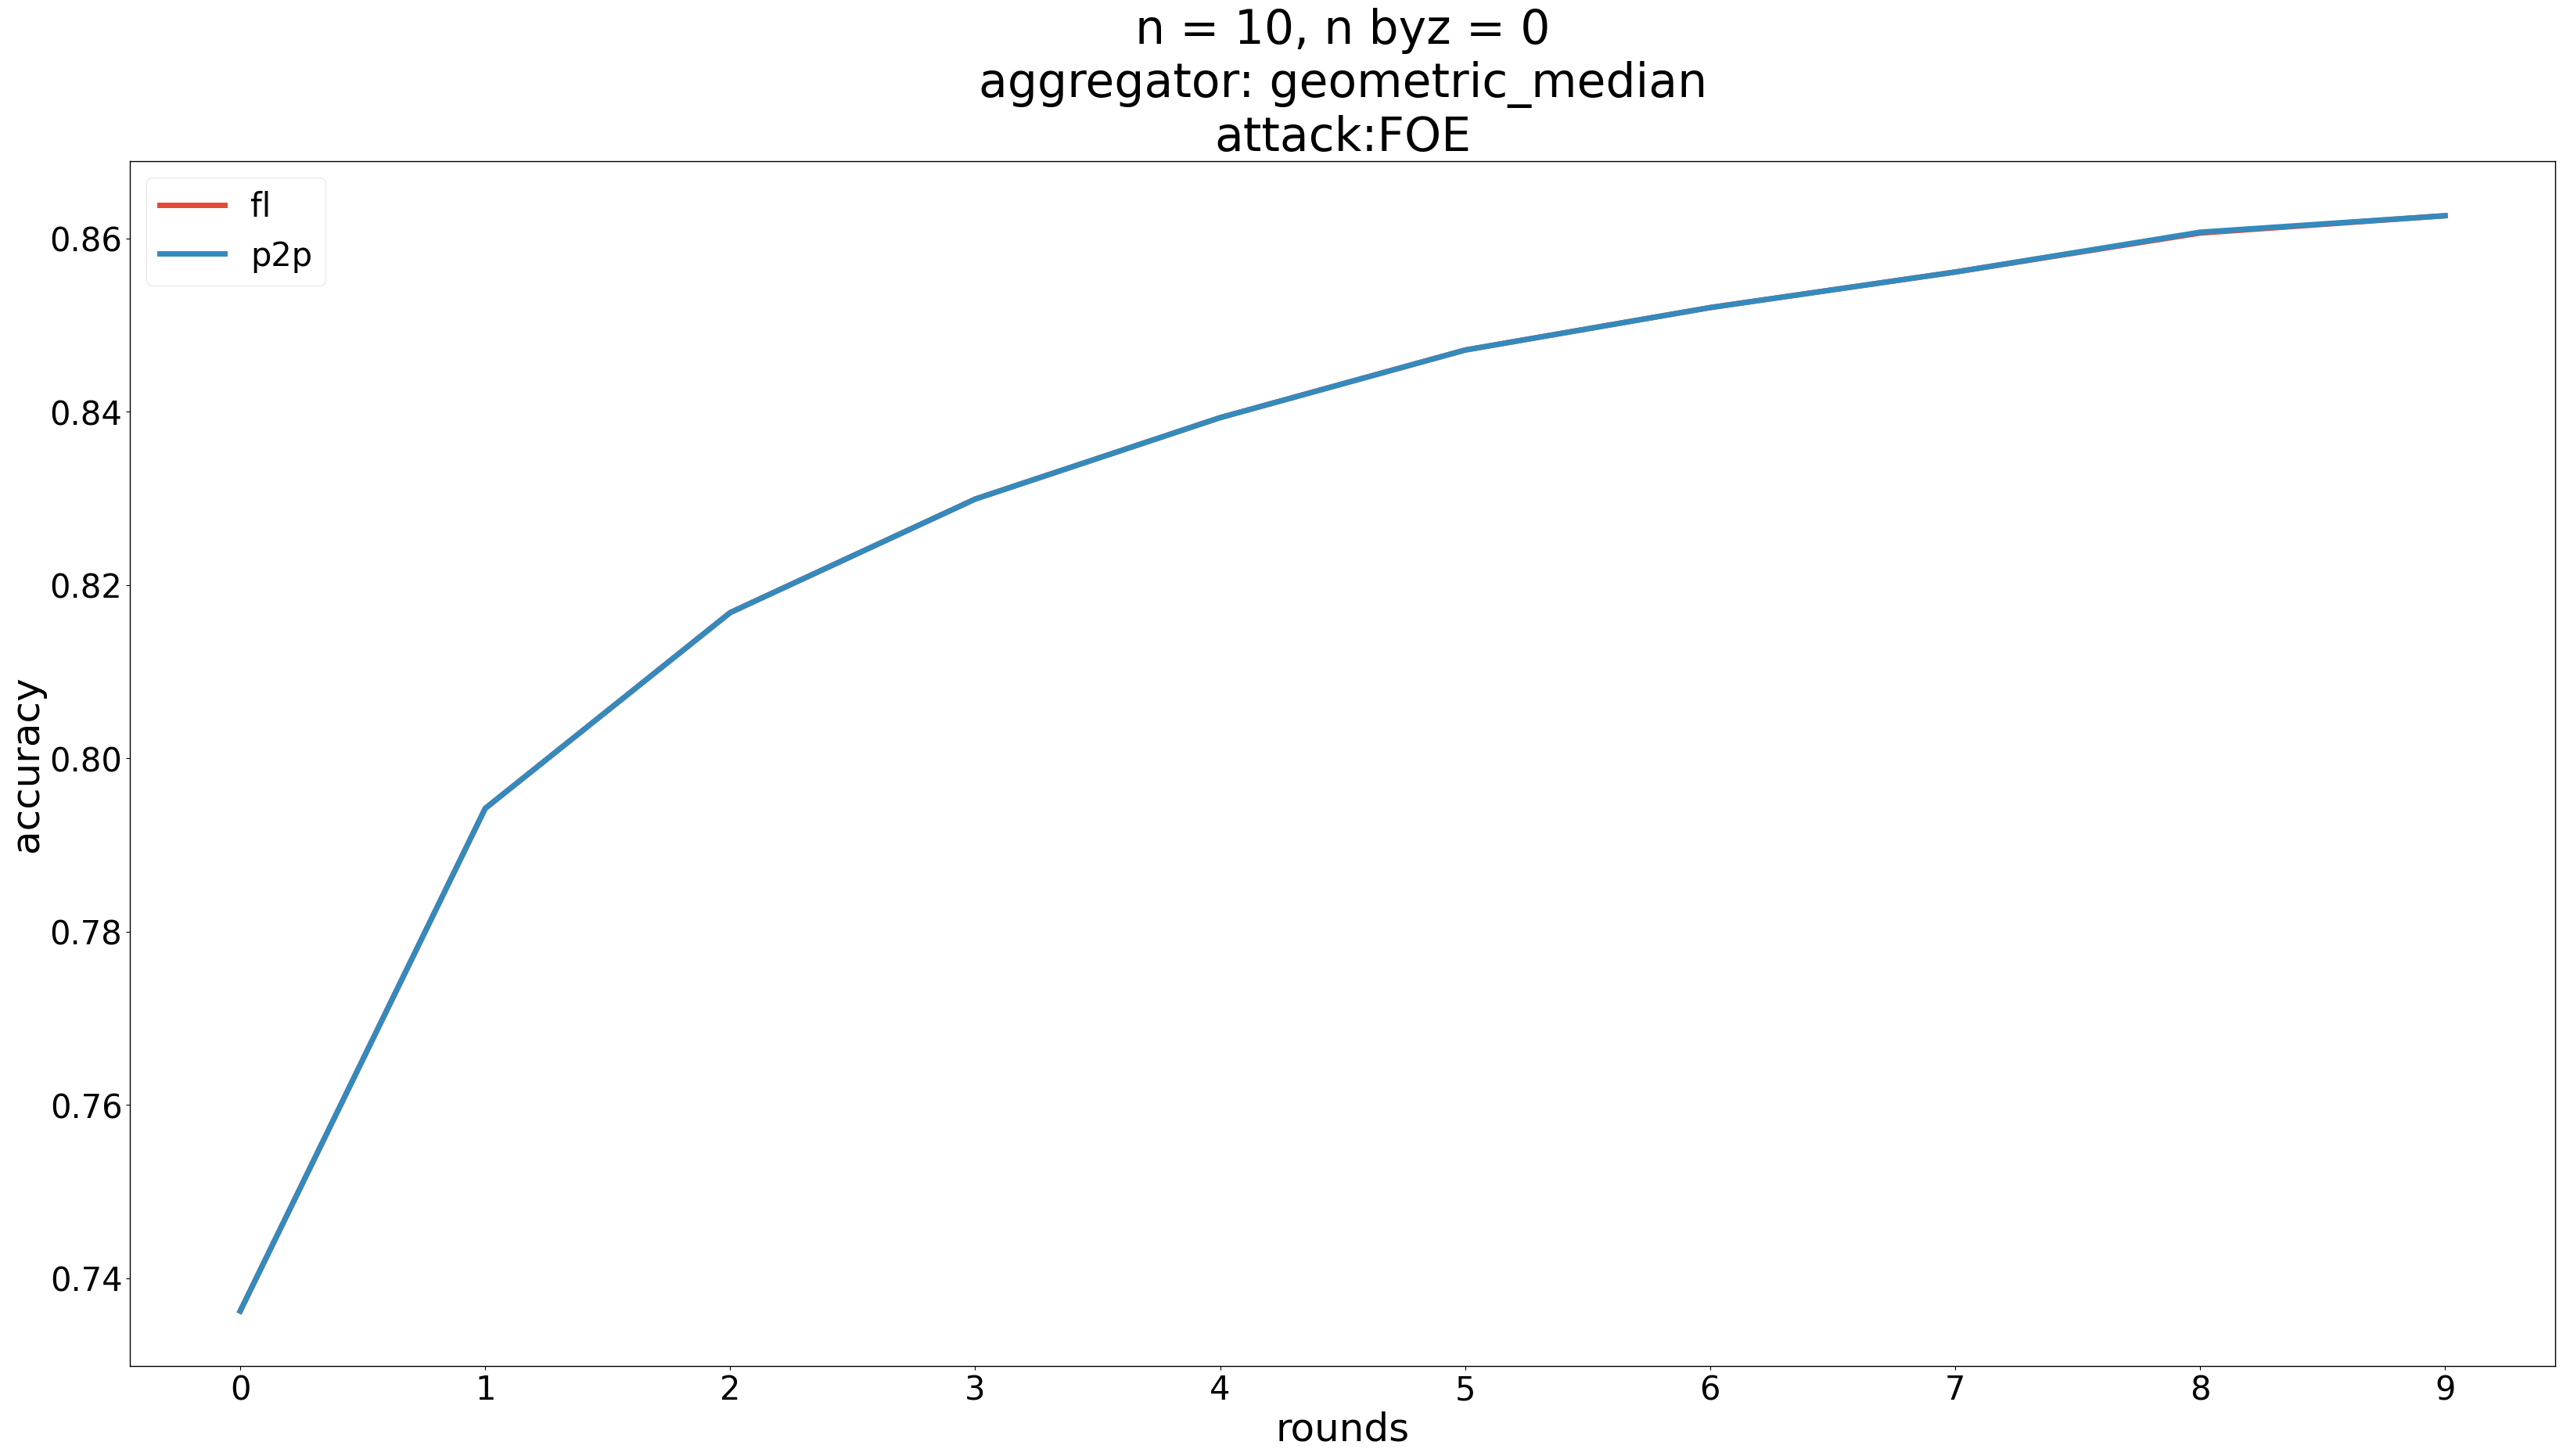 n = 10, n byz = 0
aggregator: geometric_median
attack:FOE
fl
p2p
0.86
0.84
0.82
0.80
0.78
0.76
0.74
accuracy
0 1 2 3 4 5 6 7 8 9
rounds